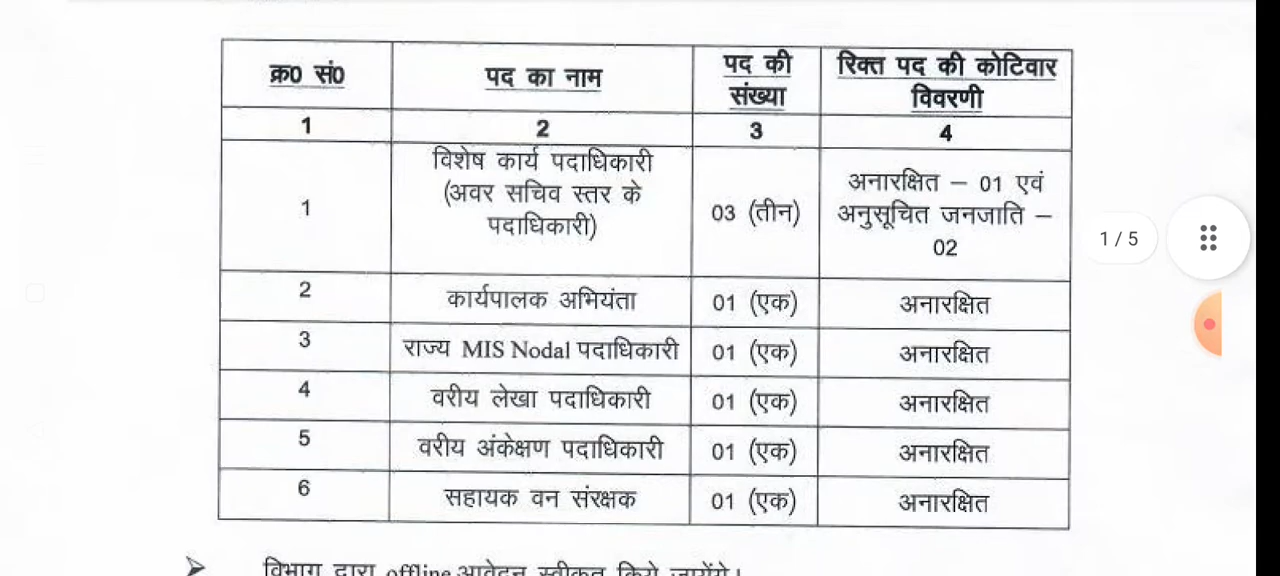 क्र0 सं0
पद का नाम
पद की
संख्या
रिक्त पद की कोटिवार
विवरणी
1
2
3
4
1
विशेष कार्य पदाधिकारी
(अवर सचिव स्तर के
पदाधिकारी)
03 (तीन)
अनारक्षित – 01 एवं
अनुसूचित जनजाति –
02
2
कार्यपालक अभियंता
01 (एक)
अनारक्षित
3
राज्य MIS Nodal पदाधिकारी
01 (एक)
अनारक्षित
4
वरीय लेखा पदाधिकारी
01 (एक)
अनारक्षित
5
वरीय अंकेक्षण पदाधिकारी
01 (एक)
अनारक्षित
6
सहायक वन संरक्षक
01 (एक)
अनारक्षित
➢ विभाग द्वारा offline आवेदन स्वीकृत किये जायेंगे।
1 / 5